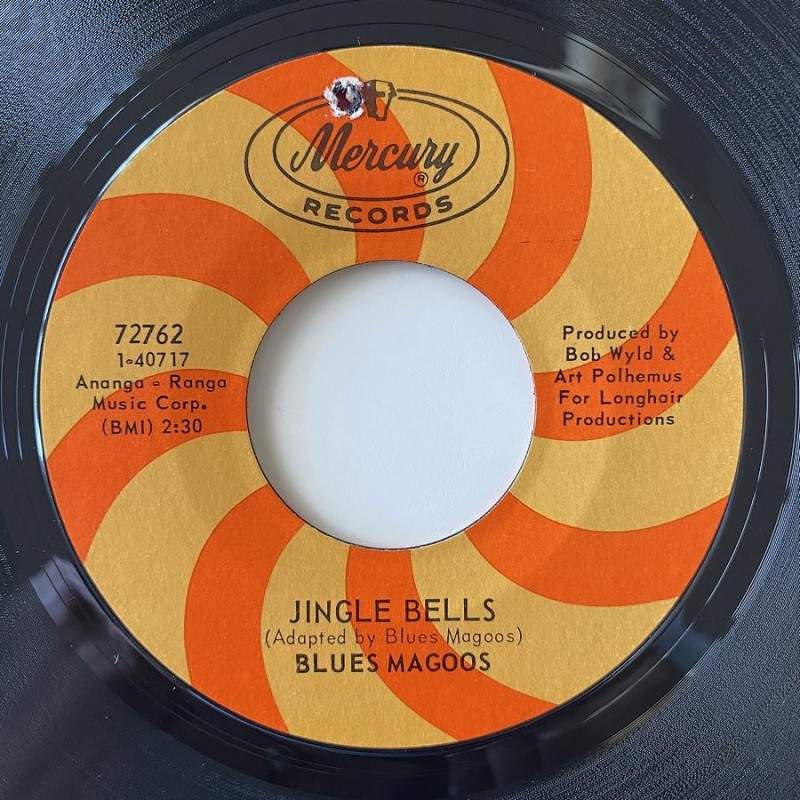 Mercury
®
RECORDS
72762
1-40717
Ananga - Ranga
Music Corp.
(BMI) 2:30
Produced by
Bob Wyld &
Art Polhemus
For Longhair
Productions
JINGLE BELLS
(Adapted by Blues Magoos)
BLUES MAGOOS